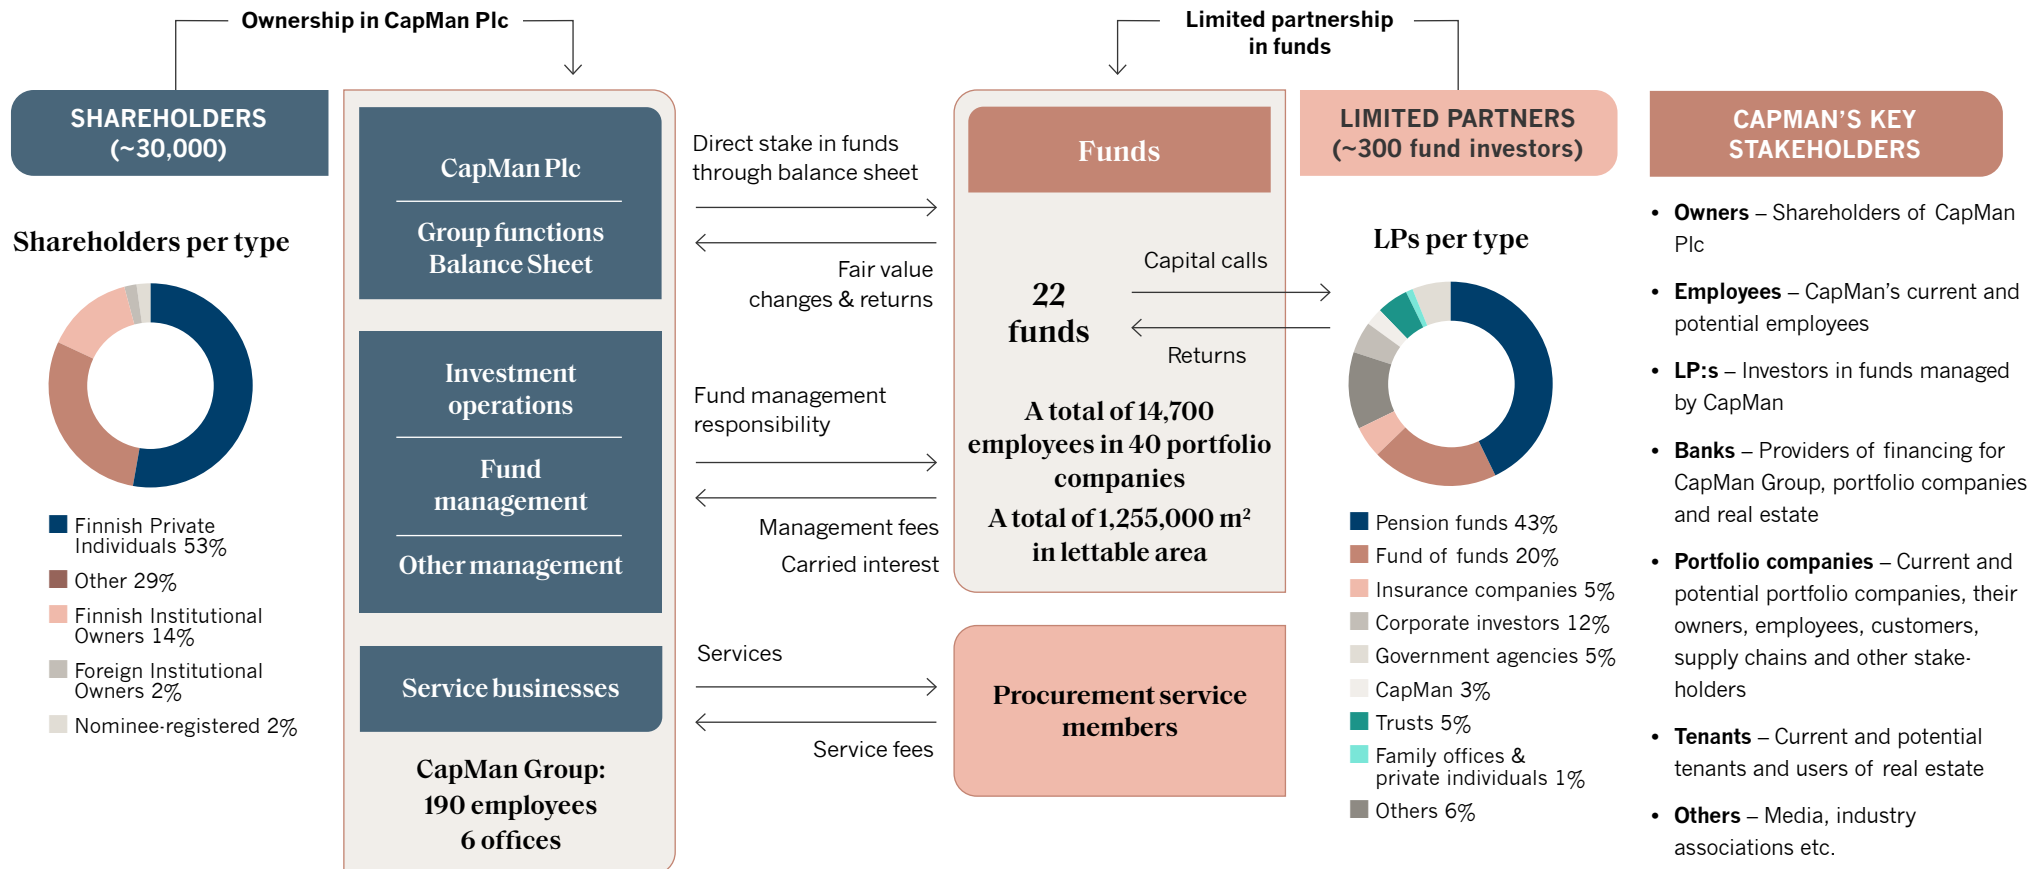 Ownership in CapMan Plc
SHAREHOLDERS
(~30,000)
Shareholders per type
Finnish Private
Individuals 53%
Other 29%
Finnish Institutional
Owners 14%
Foreign Institutional
Owners 2%
Nominee-registered 2%
CapMan Plc
Group functions
Balance Sheet
Investment
operations
Fund
management
Other management
Service businesses
CapMan Group:
190 employees
6 offices
Direct stake in funds
through balance sheet
Fair value
changes & returns
Fund management
responsibility
Management fees
Carried interest
Services
Service fees
Limited partnership
in funds
Funds
22
funds
A total of 14,700
employees in 40 portfolio
companies
A total of 1,255,000 m²
in lettable area
Procurement service
members
Capital calls
Returns
LIMITED PARTNERS
(~300 fund investors)
LPs per type
Pension funds 43%
Fund of funds 20%
Insurance companies 5%
Corporate investors 12%
Government agencies 5%
CapMan 3%
Trusts 5%
Family offices &
private individuals 1%
Others 6%
CAPMAN’S KEY
STAKEHOLDERS
• Owners – Shareholders of CapMan
Plc
• Employees – CapMan’s current and
potential employees
• LP:s – Investors in funds managed
by CapMan
• Banks – Providers of financing for
CapMan Group, portfolio companies
and real estate
• Portfolio companies – Current and
potential portfolio companies, their
owners, employees, customers,
supply chains and other stake-
holders
• Tenants – Current and potential
tenants and users of real estate
• Others – Media, industry
associations etc.